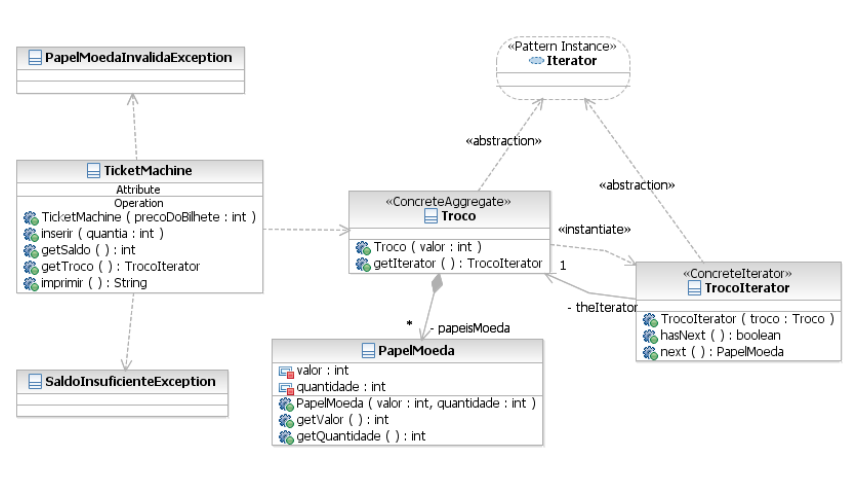 PapelMoedaInvalidaException
«Pattern Instance»
Iterator
«abstraction»
«abstraction»
TicketMachine
Attribute
Operation
TicketMachine ( precoDoBilhete : int )
inserir ( quantia : int )
getSaldo ( ) : int
getTroco ( ) : TrocoIterator
imprimir ( ) : String
«ConcreteAggregate»
Troco
Troco ( valor : int )
getIterator ( ) : TrocoIterator
«instantiate»
1
- theIterator
«ConcreteIterator»
TrocoIterator
TrocoIterator ( troco : Troco )
hasNext ( ) : boolean
next ( ) : PapelMoeda
*
- papeisMoeda
PapelMoeda
valor : int
quantidade : int
PapelMoeda ( valor : int, quantidade : int )
getValor ( ) : int
getQuantidade ( ) : int
SaldoInsuficienteException